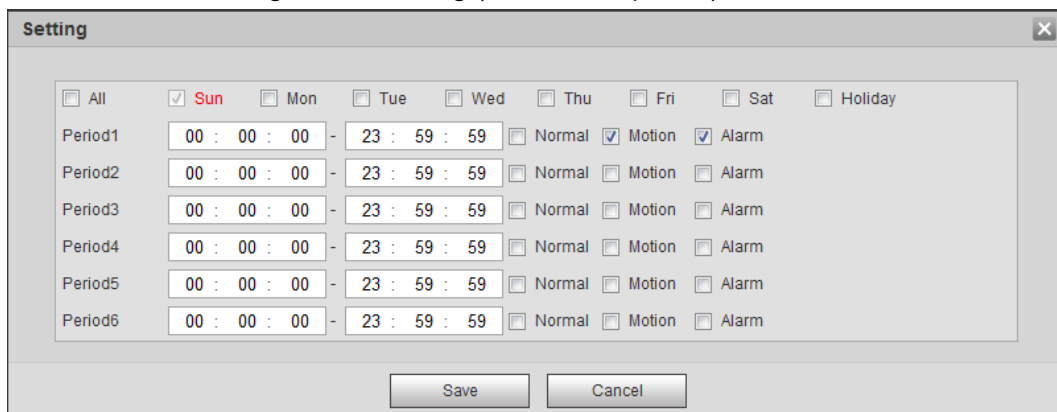 Setting
All Sun Mon Tue Wed Thu Fri Sat Holiday
Period1 00 : 00 : 00 - 23 : 59 : 59 Normal Motion Alarm
Period2 00 : 00 : 00 - 23 : 59 : 59 Normal Motion Alarm
Period3 00 : 00 : 00 - 23 : 59 : 59 Normal Motion Alarm
Period4 00 : 00 : 00 - 23 : 59 : 59 Normal Motion Alarm
Period5 00 : 00 : 00 - 23 : 59 : 59 Normal Motion Alarm
Period6 00 : 00 : 00 - 23 : 59 : 59 Normal Motion Alarm
Save Cancel